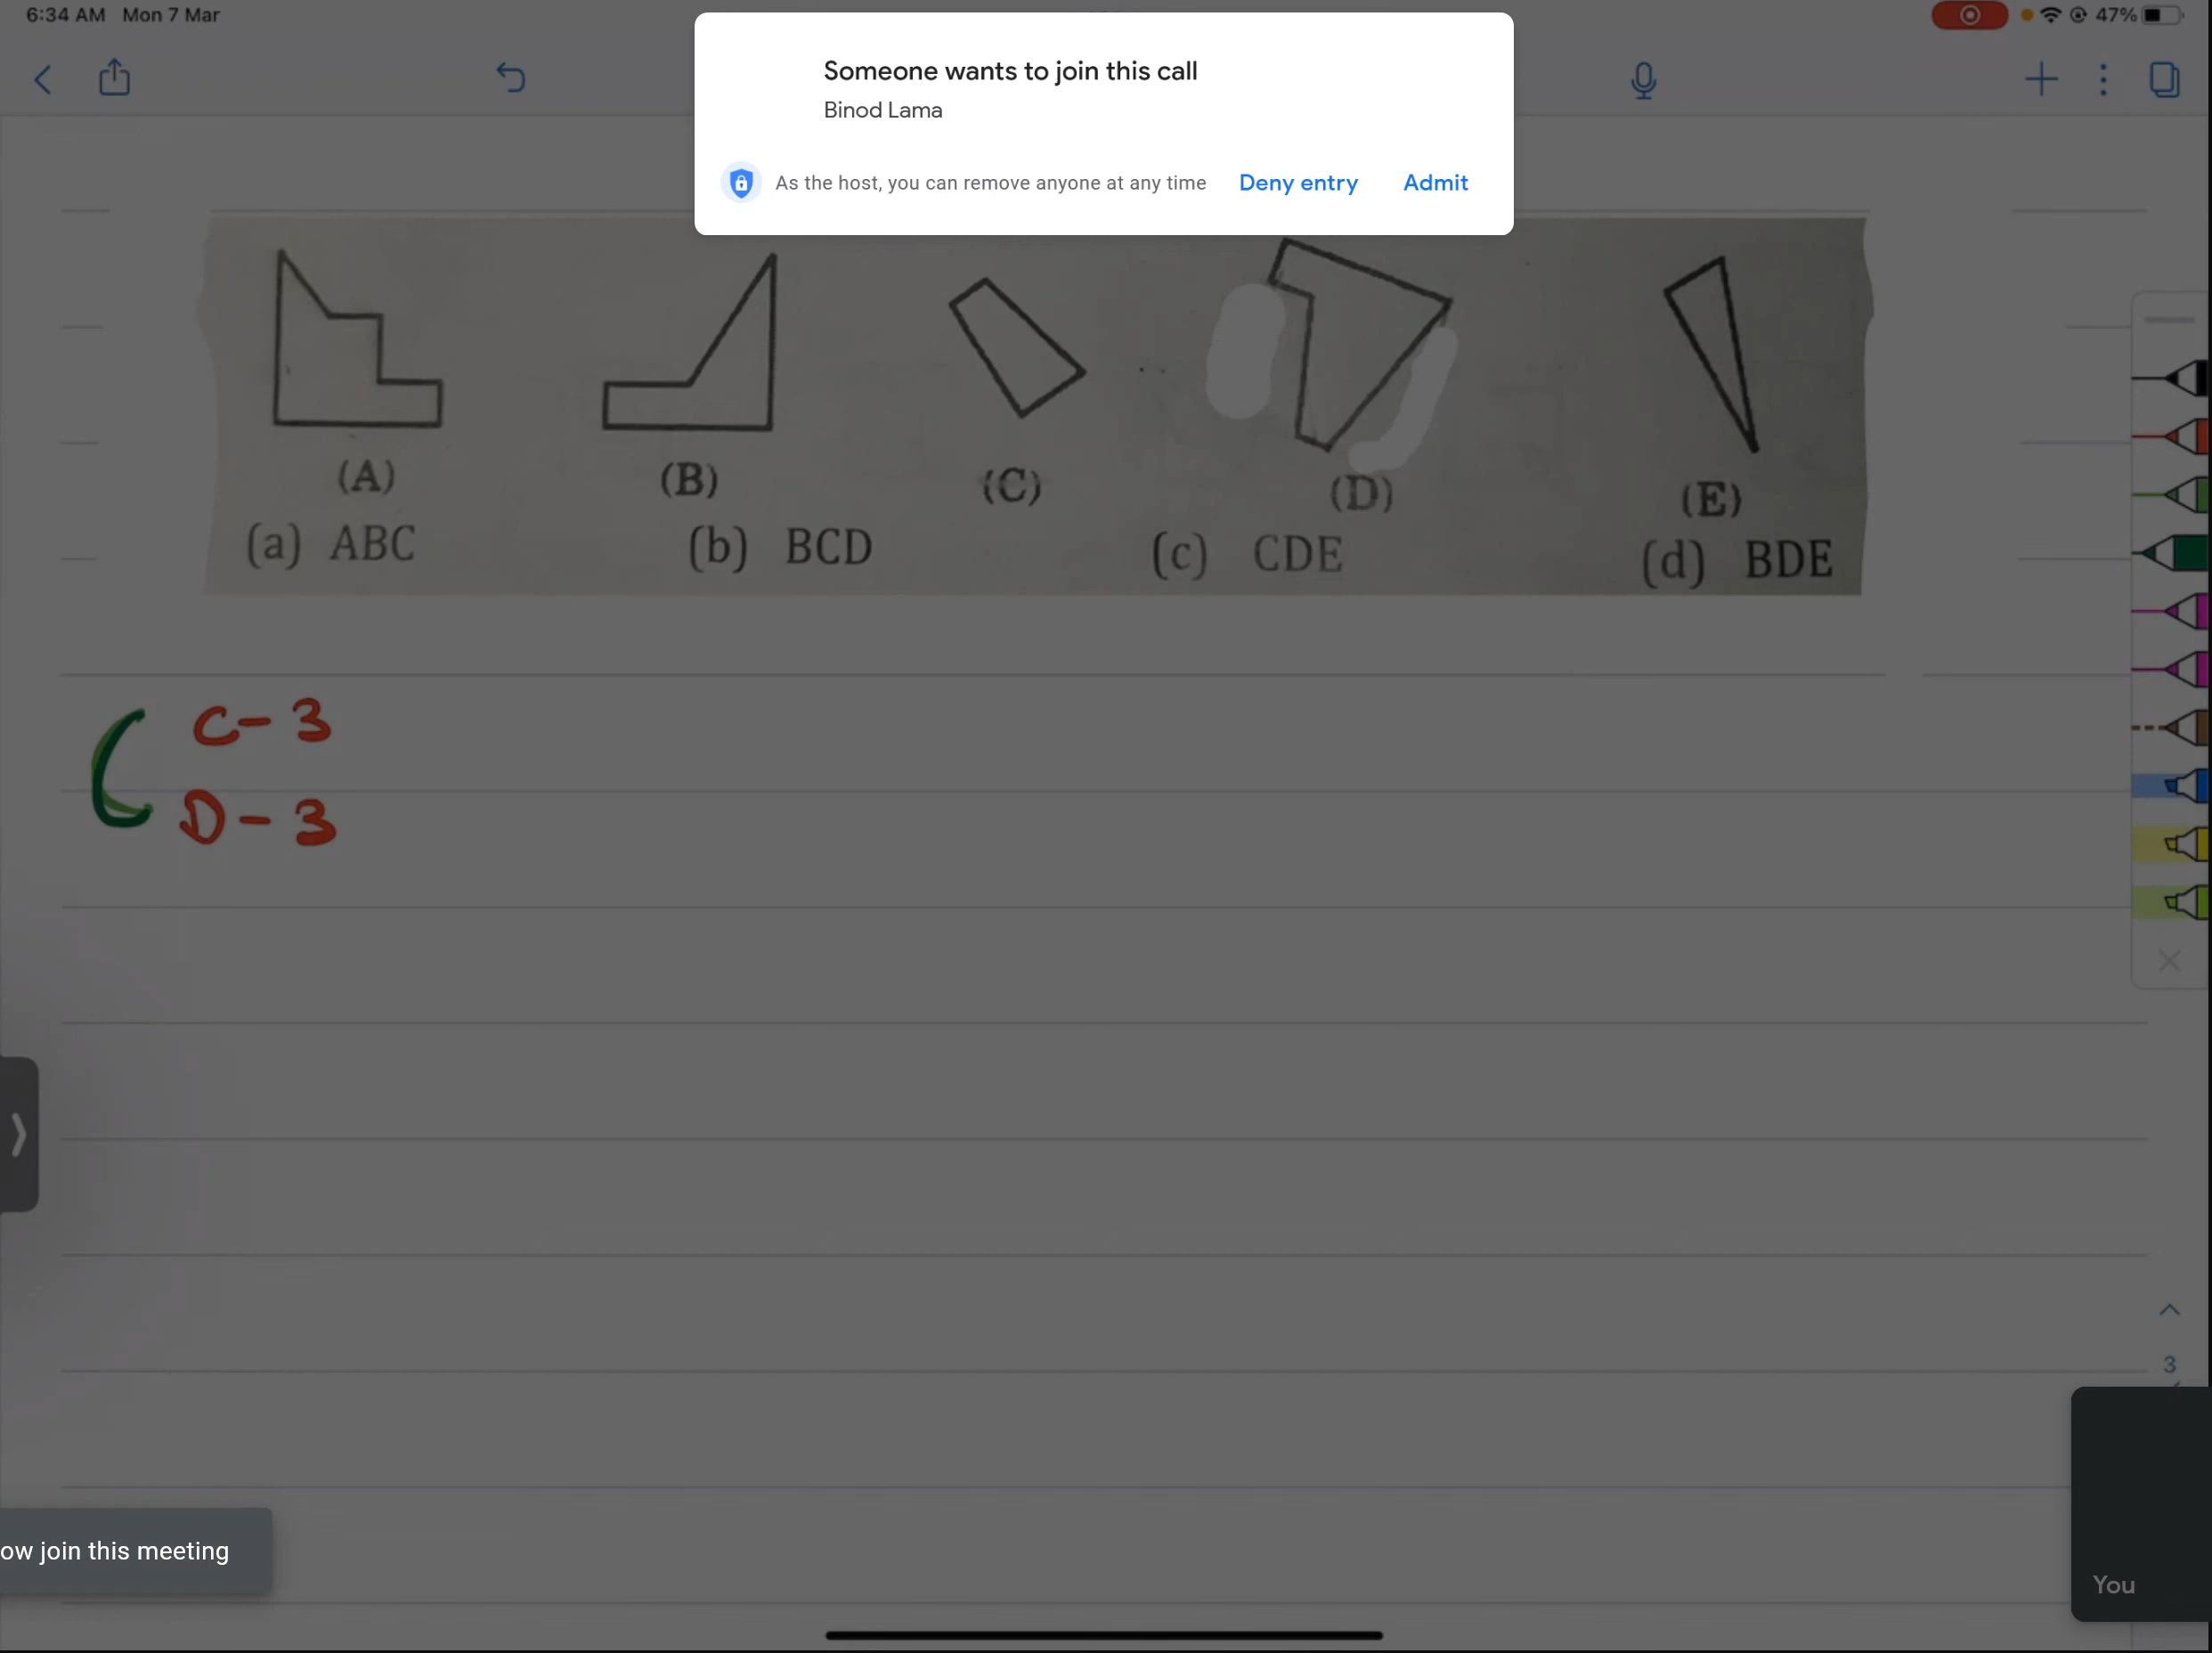 6:34 AM Mon 7 Mar
47%
Someone wants to join this call
Binod Lama
As the host, you can remove anyone at any time Deny entry Admit
(A) (B) (C) (D) (E)
(a) ABC (b) BCD (c) CDE (d) BDE
C - 3
D - 3
3
ow join this meeting
You